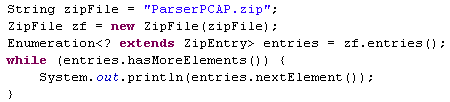 String zipFile = "ParserPCAP.zip";
ZipFile zf = new ZipFile(zipFile);
Enumeration<? extends ZipEntry> entries = zf.entries();
while (entries.hasMoreElements()) {
    System.out.println(entries.nextElement());
}